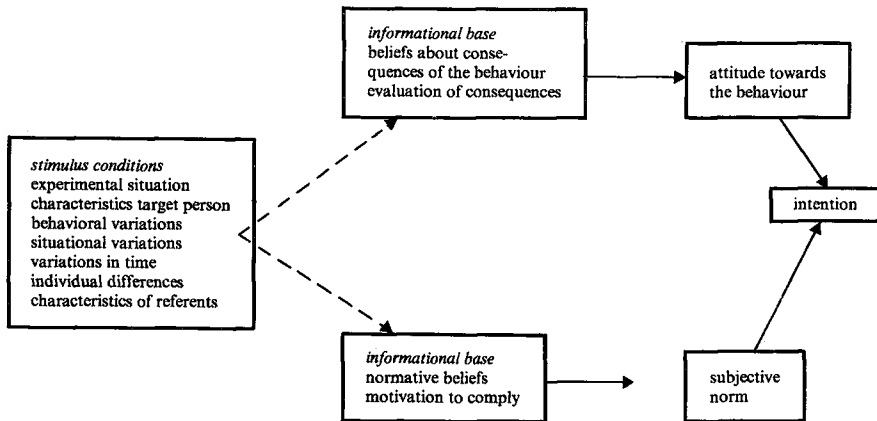 informational base
beliefs about conse-
quences of the behaviour
evaluation of consequences
attitude towards
the behaviour
stimulus conditions
experimental situation
characteristics target person
behavioral variations
situational variations
variations in time
individual differences
characteristics of referents
intention
informational base
normative beliefs
motivation to comply
subjective
norm